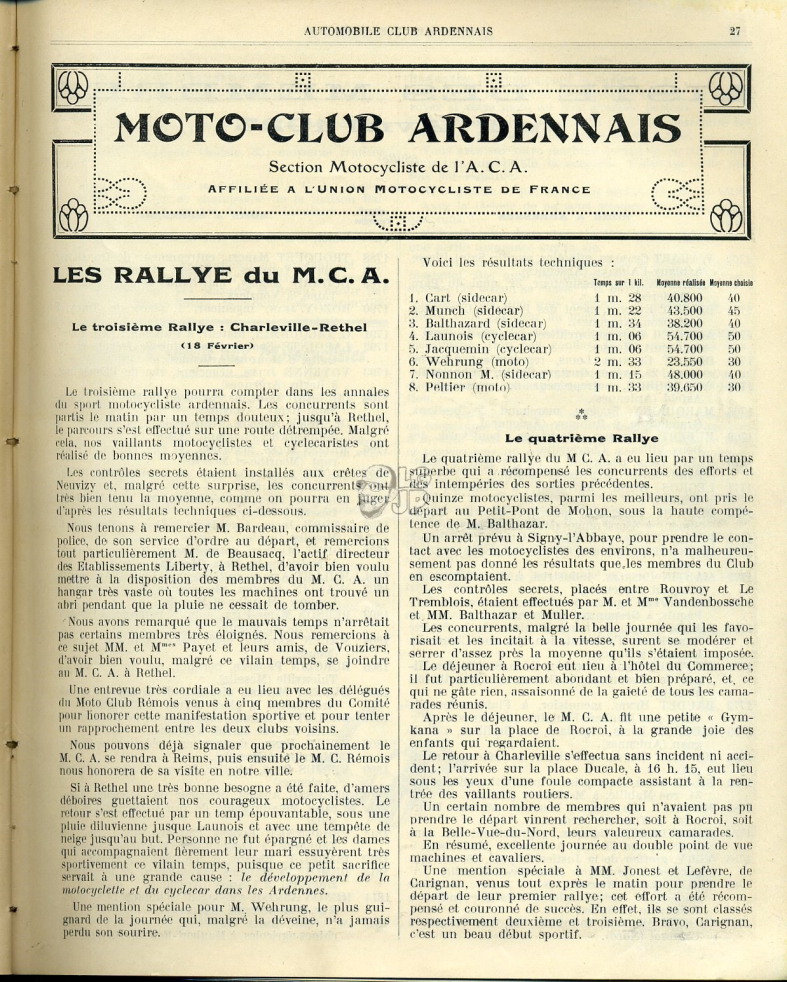 AUTOMOBILE CLUB ARDENNAIS 27
MOTO-CLUB ARDENNAIS
Section Motocycliste de l'A. C. A.
AFFILIÉE A L'UNION MOTOCYCLISTE DE FRANCE
LES RALLYE du M. C. A.
Le troisième Rallye : Charleville-Rethel
(18 Février)
Le troisième rallye pourra compter dans les annales
du sport motocycliste ardennais. Les concurrents sont
partis le matin par un temps douteux ; jusqu'à Rethel,
le parcours s'est effectué sur une route détrempée. Malgré
cela, nos vaillants motocyclistes et cyclecaristes ont
réalisé de bonnes moyennes.
Les contrôles secrets étaient installés aux crêtes de
Neuvizy et, malgré cette surprise, les concurrents ont
très bien tenu la moyenne, comme on pourra en juger
d'après les résultats techniques ci-dessous.
Nous tenons à remercier M. Bardeau, commissaire de
police, de son service d'ordre au départ, et remercions
tout particulièrement M. de Beausacq, l'actif directeur
des Etablissements Liberty, à Rethel, d'avoir bien voulu
mettre à la disposition des membres du M. C. A. un
hangar très vaste où toutes les machines ont trouvé un
abri pendant que la pluie ne cessait de tomber.
Nous avons remarqué que le mauvais temps n'arrêtait
pas certains membres très éloignés. Nous remercions à
ce sujet MM. et Mmes Payet et leurs amis, de Vouziers,
d'avoir bien voulu, malgré ce vilain temps, se joindre
au M. C. A. à Rethel.
Une entrevue très cordiale a eu lieu avec les délégués
du Moto Club Rémois venus à cinq membres du Comité
pour honorer cette manifestation sportive et pour tenter
un rapprochement entre les deux clubs voisins.
Nous pouvons déjà signaler que prochainement le
M. C. A. se rendra à Reims, puis ensuite le M. C. Rémois
nous honorera de sa visite en notre ville.
Si à Rethel une très bonne besogne a été faite, d'amers
déboires guettaient nos courageux motocyclistes. Le
retour s'est effectué par un temp épouvantable, sous une
pluie diluvienne jusque Launois et avec une tempête de
neige jusqu'au but. Personne ne fut épargné et les dames
qui accompagnaient fièrement leur mari essuyèrent très
sportivement ce vilain temps, puisque ce petit sacrifice
servait à une grande cause : le développement de la
motocyclette et du cyclecar dans les Ardennes.
Une mention spéciale pour M. Wehrung, le plus gui-
gnard de la journée qui, malgré la déveine, n'a jamais
perdu son sourire.
Voici les résultats techniques :
Temps sur 1 kil. Moyenne réalisée Moyenne choisie
1. Cart (sidecar) 1 m. 28 40.800 40
2. Munch (sidecar) 1 m. 22 43.500 45
3. Balthazard (sidecar) 1 m. 34 38.200 40
4. Launois (cyclecar) 1 m. 06 54.700 50
5. Jacquemin (cyclecar) 1 m. 06 54.700 50
6. Wehrung (moto) 2 m. 33 23.550 30
7. Nonnon M. (sidecar) 1 m. 15 48.000 40
8. Peltier (moto) 1 m. 33 39.650 30
Le quatrième Rallye
Le quatrième rallye du M C. A. a eu lieu par un temps
superbe qui a récompensé les concurrents des efforts et
des intempéries des sorties précédentes.
Quinze motocyclistes, parmi les meilleurs, ont pris le
départ au Petit-Pont de Mohon, sous la haute compé-
tence de M. Balthazar.
Un arrêt prévu à Signy-l'Abbaye, pour prendre le con-
tact avec les motocyclistes des environs, n'a malheureu-
sement pas donné les résultats que les membres du Club
en escomptaient.
Les contrôles secrets, placés entre Rouvroy et Le
Tremblois, étaient effectués par M. et Mme Vandenbossche
et MM. Balthazar et Muller.
Les concurrents, malgré la belle journée qui les favo-
risait et les incitait à la vitesse, surent se modérer et
serrer d'assez près la moyenne qu'ils s'étaient imposée.
Le déjeuner à Rocroi eut lieu à l'hôtel du Commerce ;
il fut particulièrement abondant et bien préparé, et, ce
qui ne gâte rien, assaisonné de la gaieté de tous les cama-
rades réunis.
Après le déjeuner, le M. C. A. fit une petite « Gym-
kana » sur la place de Rocroi, à la grande joie des
enfants qui regardaient.
Le retour à Charleville s'effectua sans incident ni acci-
dent ; l'arrivée sur la place Ducale, à 16 h. 15, eut lieu
sous les yeux d'une foule compacte assistant à la ren-
trée des vaillants routiers.
Un certain nombre de membres qui n'avaient pas pu
prendre le départ vinrent rechercher, soit à Rocroi, soit
à la Belle-Vue-du-Nord, leurs valeureux camarades.
En résumé, excellente journée au double point de vue
machines et cavaliers.
Une mention spéciale à MM. Jonest et Lefèvre, de
Carignan, venus tout exprès le matin pour prendre le
départ de leur premier rallye ; cet effort a été récom-
pensé et couronné de succès. En effet, ils se sont classés
respectivement deuxième et troisième. Bravo, Carignan,
c'est un beau début sportif.